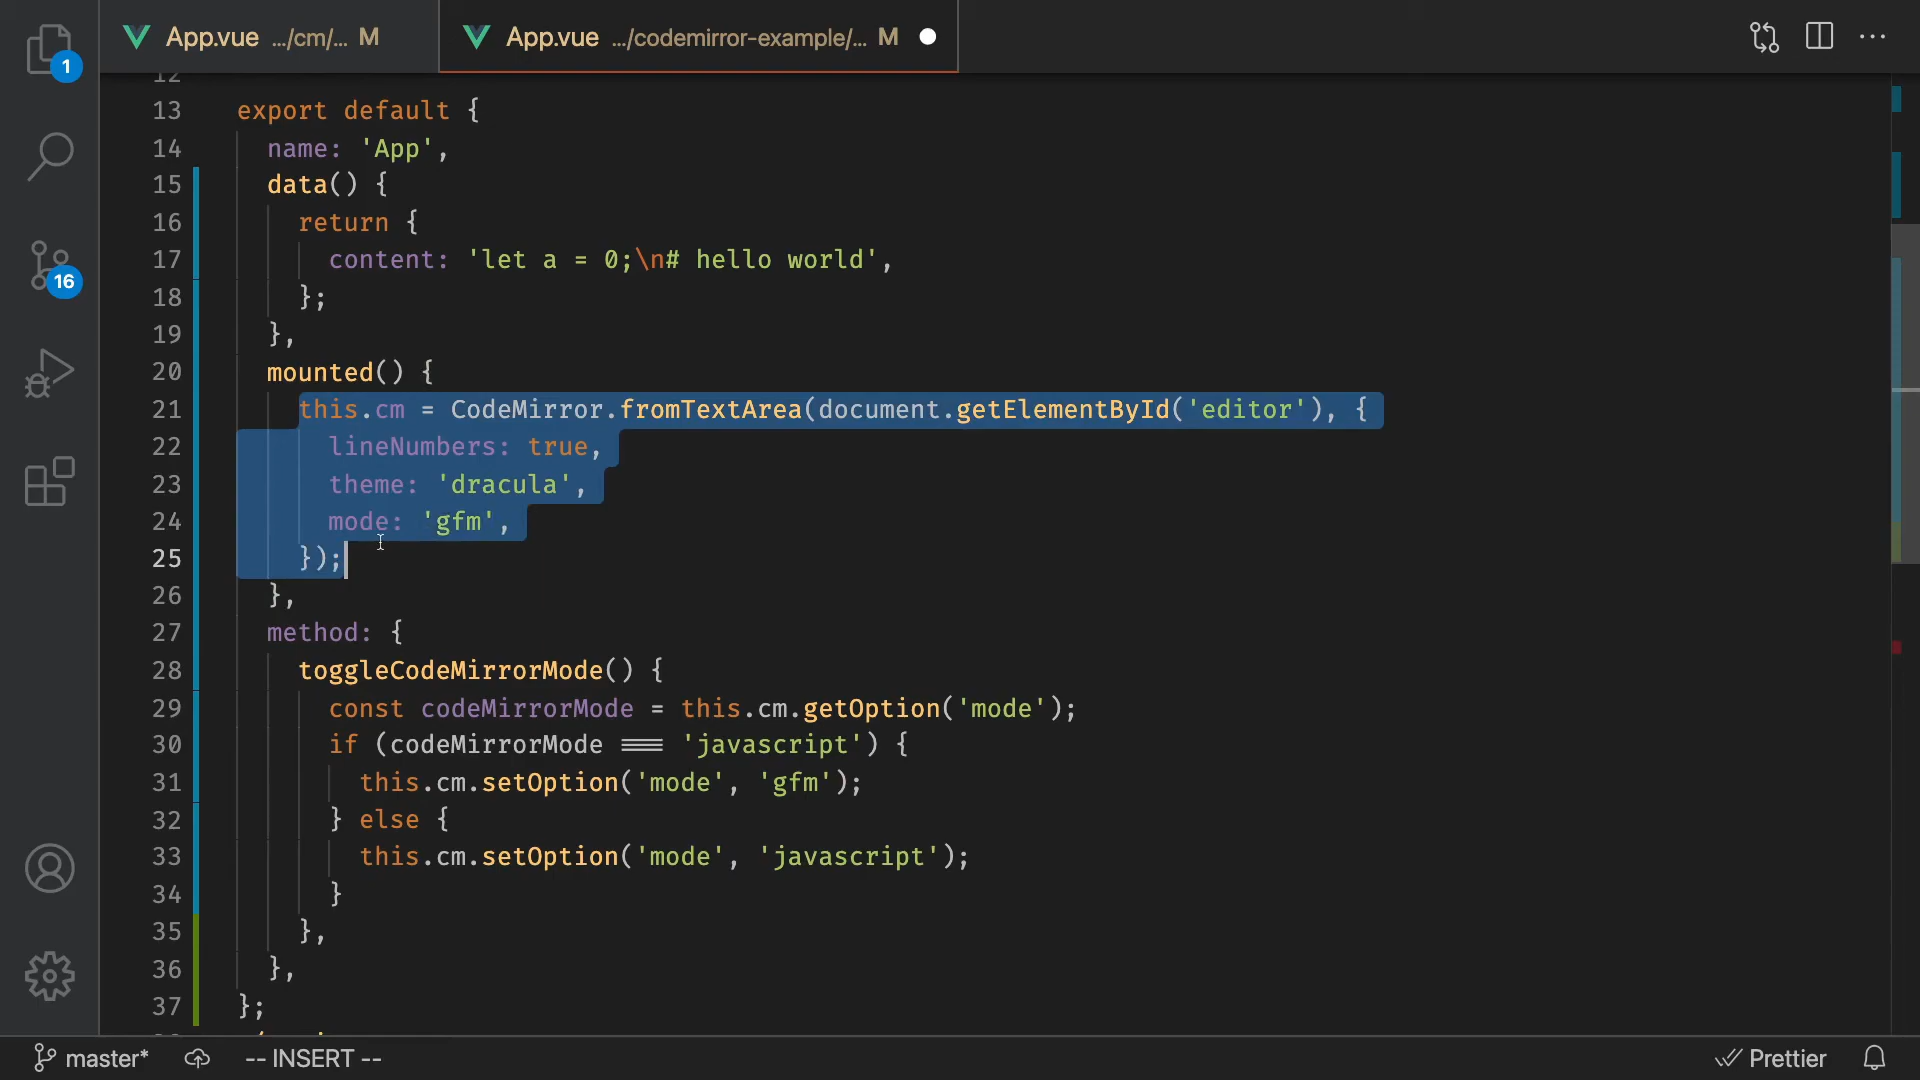 App.vue .../cm/... M
App.vue .../codemirror-example/... M
1
16
12
13 export default {
14 name: 'App',
15 data() {
16 return {
17 content: 'let a = 0;\n# hello world',
18 };
19 },
20 mounted() {
21 this.cm = CodeMirror.fromTextArea(document.getElementById('editor'), {
22 lineNumbers: true,
23 theme: 'dracula',
24 mode: 'gfm',
25 });
26 },
27 method: {
28 toggleCodeMirrorMode() {
29 const codeMirrorMode = this.cm.getOption('mode');
30 if (codeMirrorMode === 'javascript') {
31 this.cm.setOption('mode', 'gfm');
32 } else {
33 this.cm.setOption('mode', 'javascript');
34 }
35 },
36 },
37 };
master* -- INSERT -- Prettier